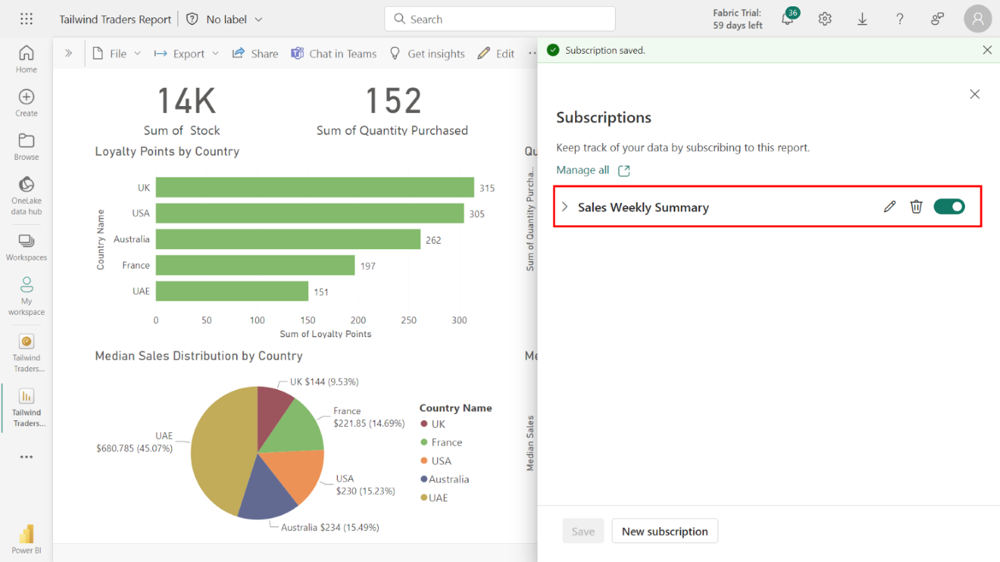 Tailwind Traders Report
No label
Search
Fabric Trial:
59 days left
36
Home
Create
Browse
OneLake
data hub
Workspaces
My
workspace
Tailwind
Traders...
Tailwind
Traders...
Power BI
File
Export
Share
Chat in Teams
Get insights
Edit
14K
Sum of Stock
152
Sum of Quantity Purchased
Loyalty Points by Country
Country Name
UK
315
USA
305
Australia
262
France
197
UAE
151
0 50 100 150 200 250 300
Sum of Loyalty Points
Qu
Sum of Quantity Purcha...
Median Sales Distribution by Country
UK $144 (9.53%)
France
$221.85 (14.69%)
USA
$230 (15.23%)
Australia $234 (15.49%)
UAE
$680.785 (45.07%)
Country Name
UK
France
USA
Australia
UAE
Me
Median Sales
Subscription saved.
Subscriptions
Keep track of your data by subscribing to this report.
Manage all
Sales Weekly Summary
Save
New subscription